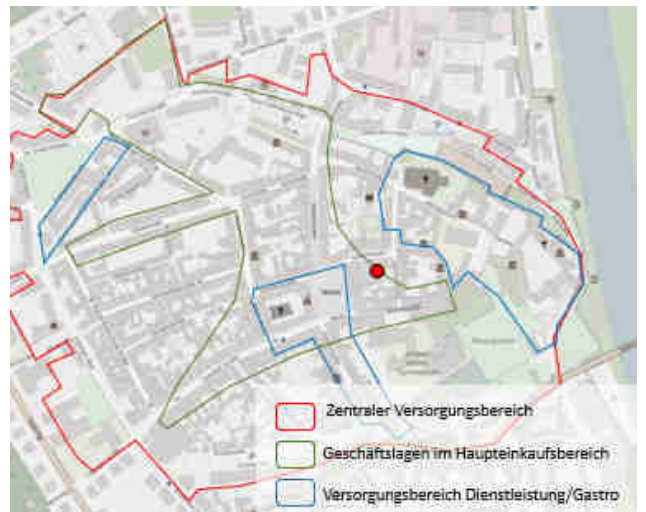 Zentraler Versorgungsbereich
Geschäftslagen im Haupteinkaufsbereich
Versorgungsbereich Dienstleistung/Gastro